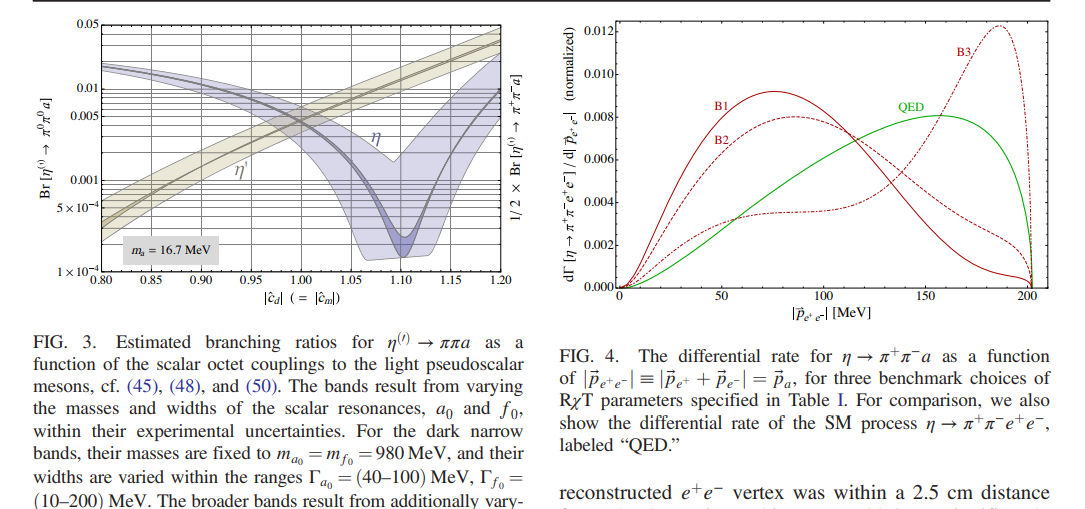 0.05
0.01
0.005
0.001
5 × 10⁻⁴
1 × 10⁻⁴
Br [η⁽′⁾ → π⁰π⁰a]
1/ 2 × Br [η⁽′⁾ → π⁺π⁻a]
η
η'
mₐ = 16.7 MeV
0.80 0.85 0.90 0.95 1.00 1.05 1.10 1.15 1.20
|ĉ_d| ( = |ĉ_m|)
FIG. 3. Estimated branching ratios for η⁽′⁾ → ππa as a
function of the scalar octet couplings to the light pseudoscalar
mesons, cf. (45), (48), and (50). The bands result from varying
the masses and widths of the scalar resonances, a₀ and f₀,
within their experimental uncertainties. For the dark narrow
bands, their masses are fixed to m_a₀ = m_f₀ = 980 MeV, and their
widths are varied within the ranges Γ_a₀ = (40–100) MeV, Γ_f₀ =
(10–200) MeV. The broader bands result from additionally vary-
0.012
0.010
0.008
0.006
0.004
0.002
0.000
dΓ [η → π⁺π⁻e⁺e⁻] / d|p⃗_e⁺e⁻| (normalized)
B1
B2
B3
QED
0 50 100 150 200
|p⃗_e⁺e⁻| [MeV]
FIG. 4. The differential rate for η → π⁺π⁻a as a function
of |p⃗_e⁺e⁻| ≡ |p⃗_e⁺ + p⃗_e⁻| = p⃗ₐ, for three benchmark choices of
RχT parameters specified in Table I. For comparison, we also
show the differential rate of the SM process η → π⁺π⁻e⁺e⁻,
labeled “QED.”
reconstructed e⁺e⁻ vertex was within a 2.5 cm distance